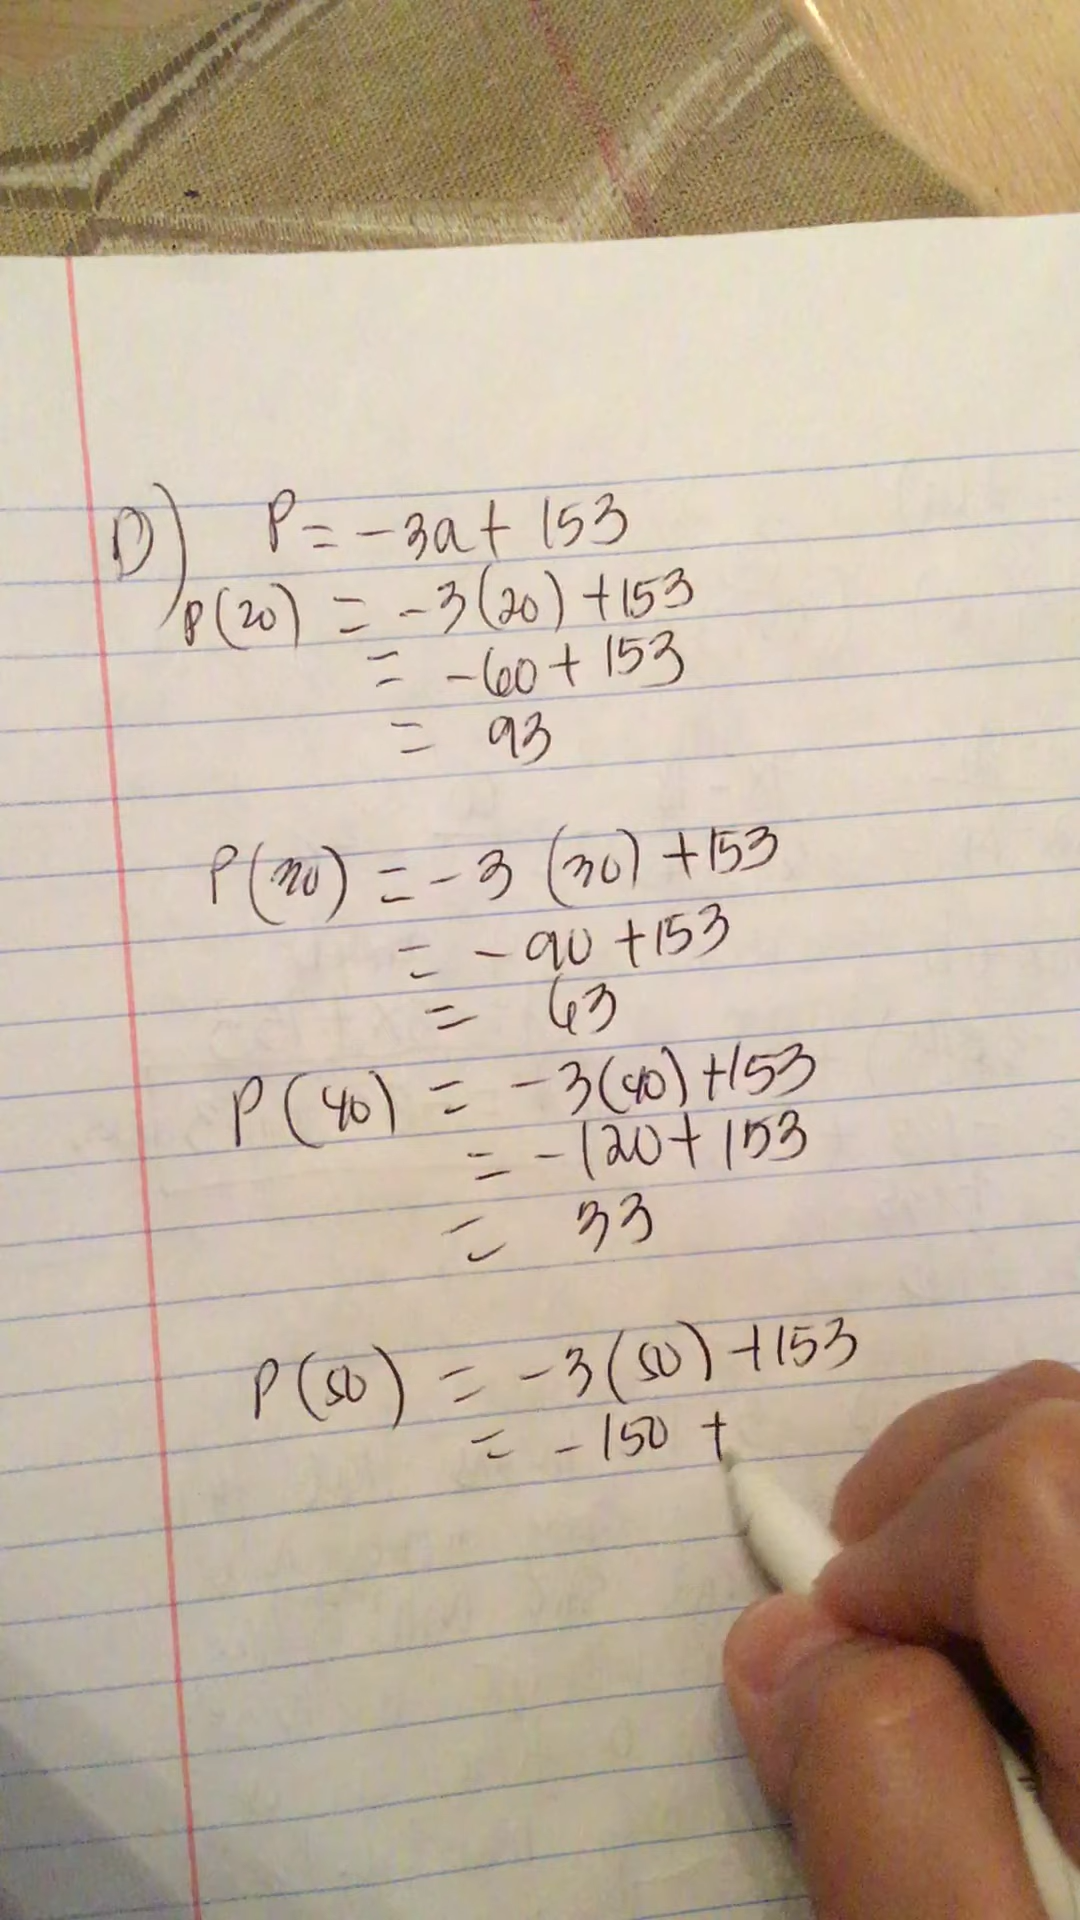 D) P = -3a + 153
P(20) = -3(20) + 153
= -60 + 153
= 93
P(30) = -3 (30) + 153
= -90 + 153
= 63
P(40) = -3(40) + 153
= -120 + 153
= 33
P(50) = -3(50) + 153
= -150 +